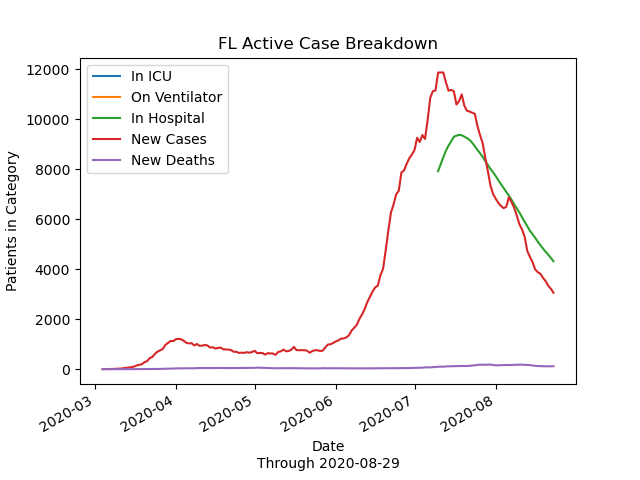 FL Active Case Breakdown
12000
10000
8000
6000
4000
2000
0
Patients in Category
In ICU
On Ventilator
In Hospital
New Cases
New Deaths
2020-03
2020-04
2020-05
2020-06
2020-07
2020-08
Date
Through 2020-08-29